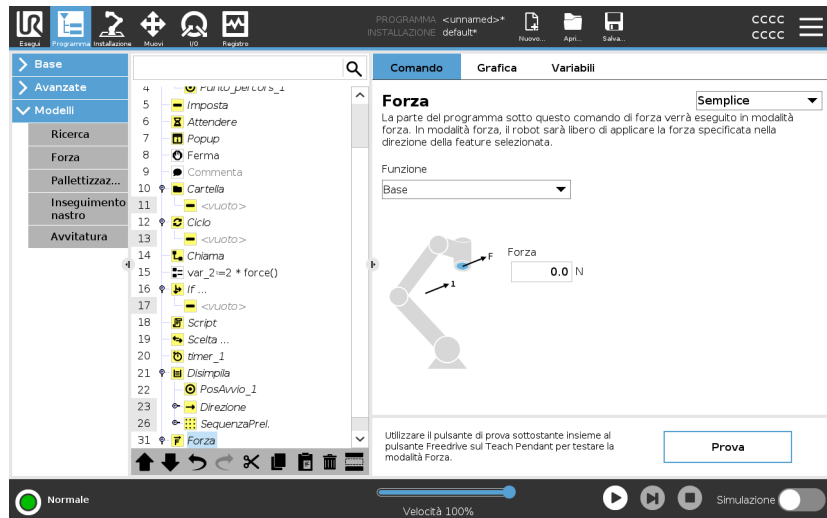 PROGRAMMA <unnamed>*
INSTALLAZIONE default*
UR
Esegui
Programma
Installazione
Muovi
I/O
Registro
Nuovo...
Apri...
Salva...
CCCC
CCCC
Base
Avanzate
Modelli
Ricerca
Forza
Pallettizzaz...
Inseguimento
nastro
Avvitatura
4 Punto_percors_1
5 Imposta
6 Attendere
7 Popup
8 Ferma
9 Commenta
10 Cartella
11 <vuoto>
12 Ciclo
13 <vuoto>
14 Chiama
15 var_2:=2 * force()
16 If ...
17 <vuoto>
18 Script
19 Scelta ...
20 timer_1
21 Disimpila
22 PosAvvio_1
23 Direzione
26 SequenzaPrel.
31 Forza
Comando Grafica Variabili
Forza
Semplice
La parte del programma sotto questo comando di forza verrà eseguito in modalità
forza. In modalità forza, il robot sarà libero di applicare la forza specificata nella
direzione della feature selezionata.
Funzione
Base
F
1
Forza
0.0 N
Utilizzare il pulsante di prova sottostante insieme al
pulsante Freedrive sul Teach Pendant per testare la
modalità Forza.
Prova
Normale
Velocità 100%
Simulazione